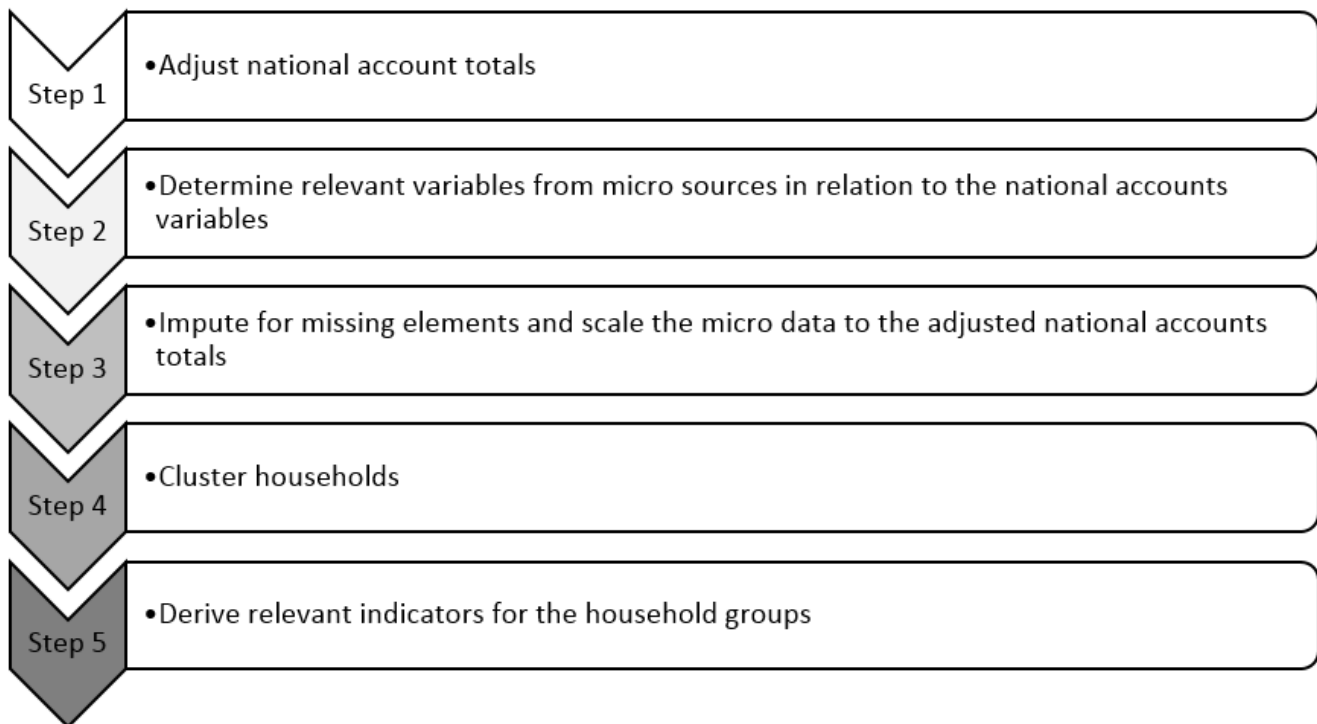 Step 1
•Adjust national account totals
Step 2
•Determine relevant variables from micro sources in relation to the national accounts
variables
Step 3
•Impute for missing elements and scale the micro data to the adjusted national accounts
totals
Step 4
•Cluster households
Step 5
•Derive relevant indicators for the household groups